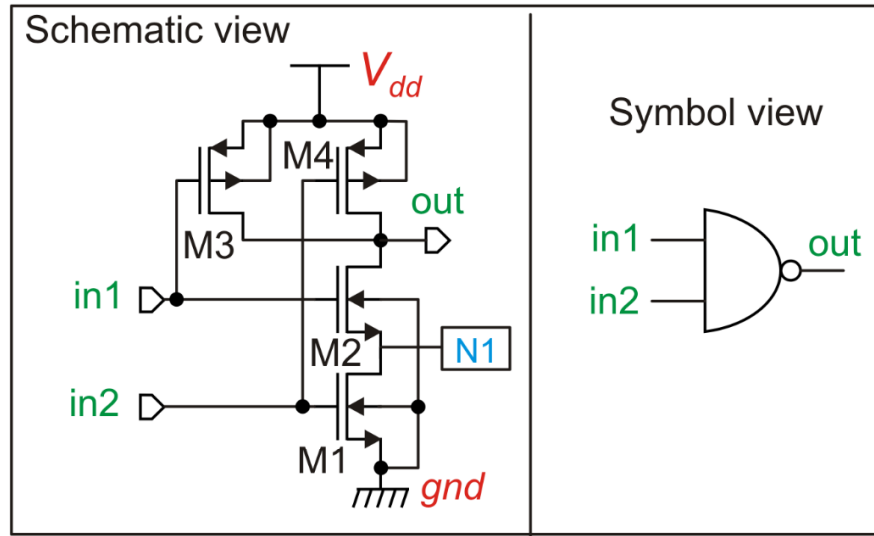 Schematic view
Vdd
M4
out
M3
in1
M2
N1
in2
M1
gnd
Symbol view
in1
out
in2